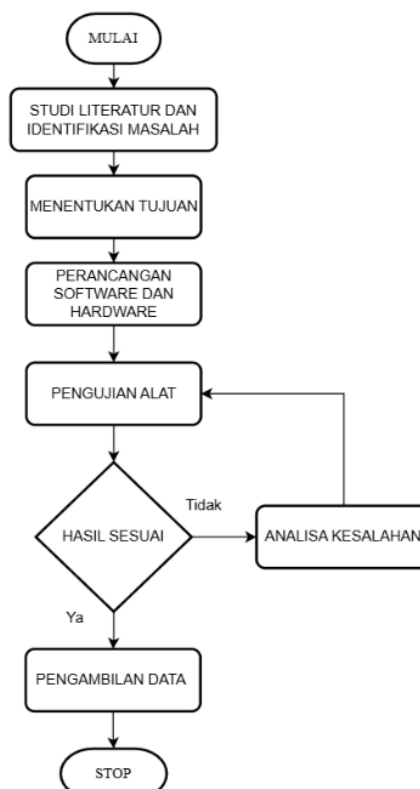 MULAI
STUDI LITERATUR DAN
IDENTIFIKASI MASALAH
MENENTUKAN TUJUAN
PERANCANGAN
SOFTWARE DAN
HARDWARE
PENGUJIAN ALAT
Tidak
HASIL SESUAI
ANALISA KESALAHAN
Ya
PENGAMBILAN DATA
STOP